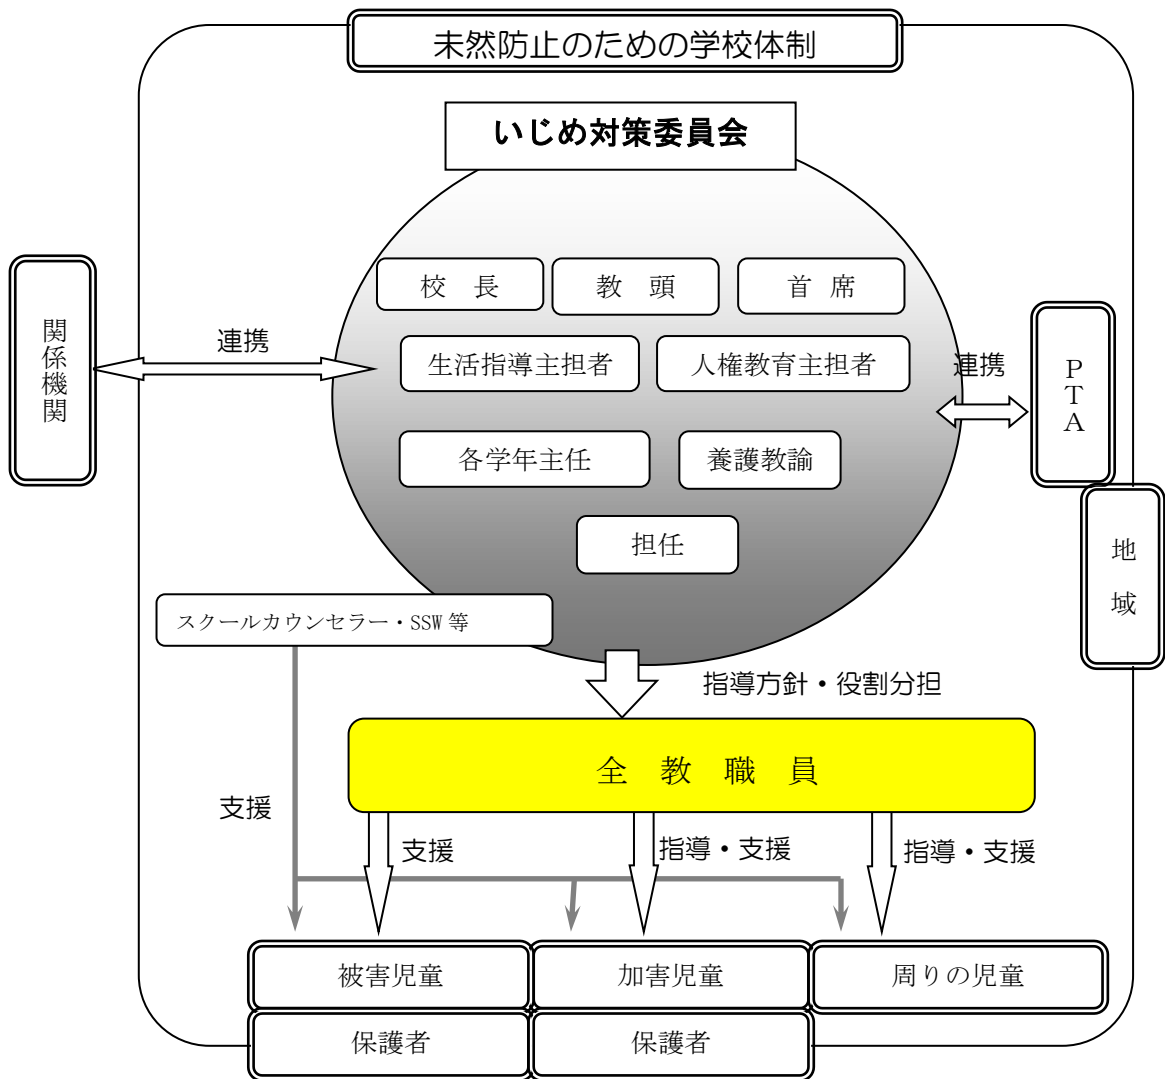 未然防止のための学校体制
いじめ対策委員会
校 長
教 頭
首 席
関係機関
連携
生活指導主担者
人権教育主担者
連携
PTA
各学年主任
養護教諭
担任
地域
スクールカウンセラー・SSW 等
指導方針・役割分担
全 教 職 員
支援
支援
指導・支援
指導・支援
被害児童
加害児童
周りの児童
保護者
保護者